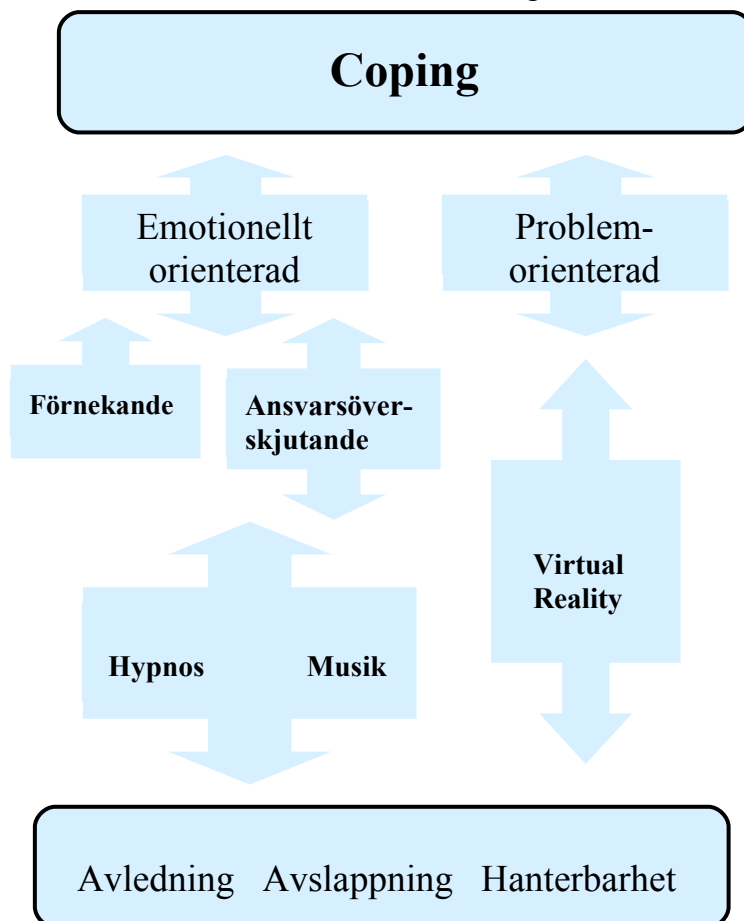 Coping
Emotionellt
orienterad
Problem-
orienterad
Förnekande
Ansvarsöver-
skjutande
Virtual
Reality
Hypnos Musik
Avledning Avslappning Hanterbarhet